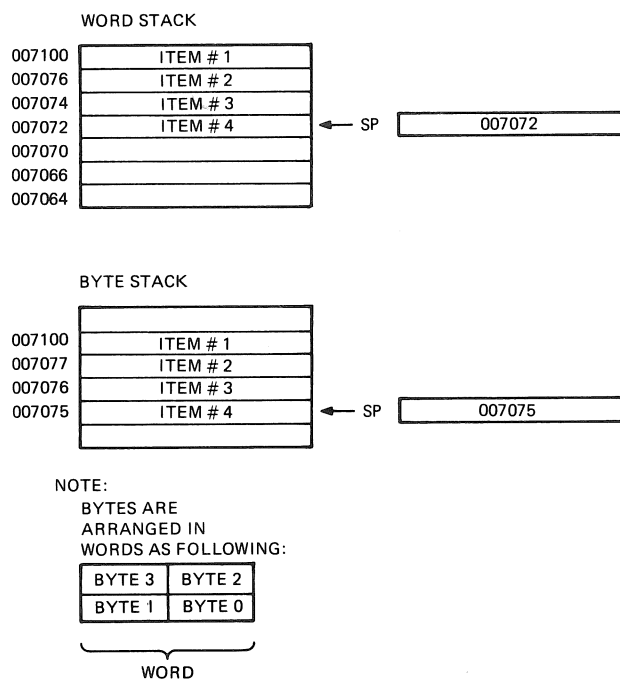 WORD STACK
007100 ITEM # 1
007076 ITEM # 2
007074 ITEM # 3
007072 ITEM # 4 SP 007072
007070
007066
007064
BYTE STACK
007100 ITEM # 1
007077 ITEM # 2
007076 ITEM # 3
007075 ITEM # 4 SP 007075
NOTE:
BYTES ARE
ARRANGED IN
WORDS AS FOLLOWING:
BYTE 3 BYTE 2
BYTE 1 BYTE 0
WORD